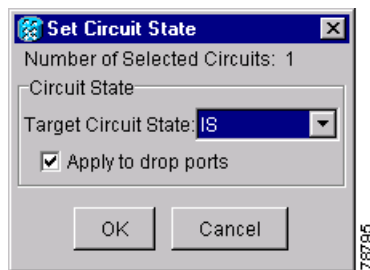 Set Circuit State
Number of Selected Circuits: 1
Circuit State
Target Circuit State: IS
Apply to drop ports
OK Cancel
78795